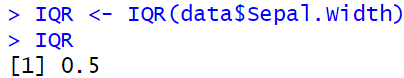 > IQR <- IQR(data$Sepal.Width)
> IQR
[1] 0.5